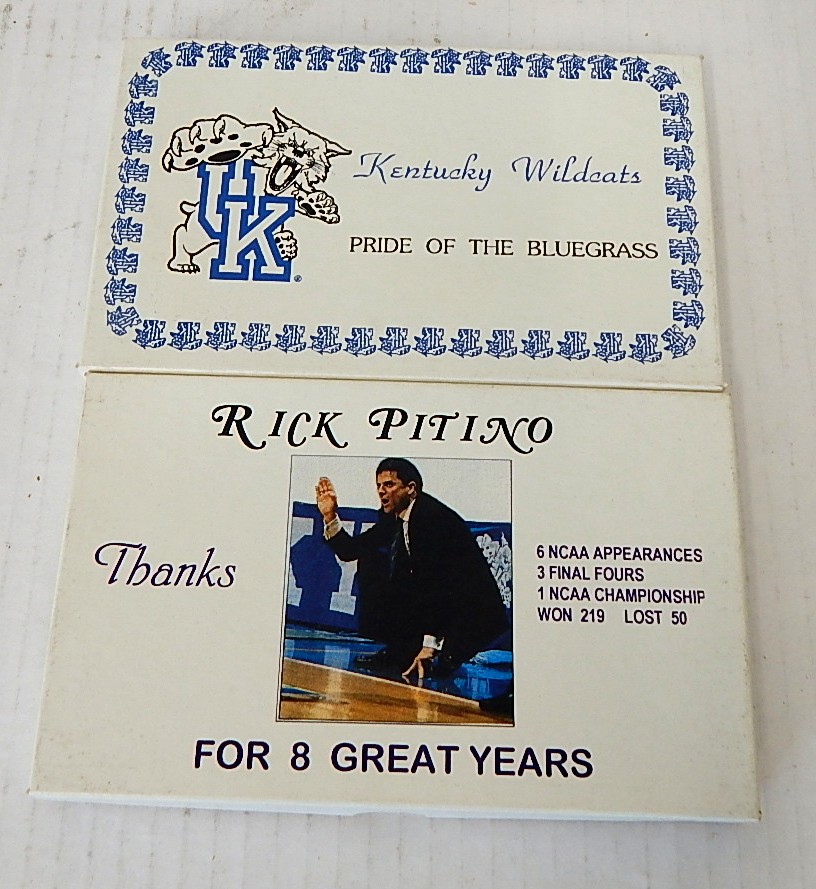 Kentucky Wildcats
UK
®
PRIDE OF THE BLUEGRASS
RICK PITINO
Thanks
6 NCAA APPEARANCES
3 FINAL FOURS
1 NCAA CHAMPIONSHIP
WON 219 LOST 50
FOR 8 GREAT YEARS